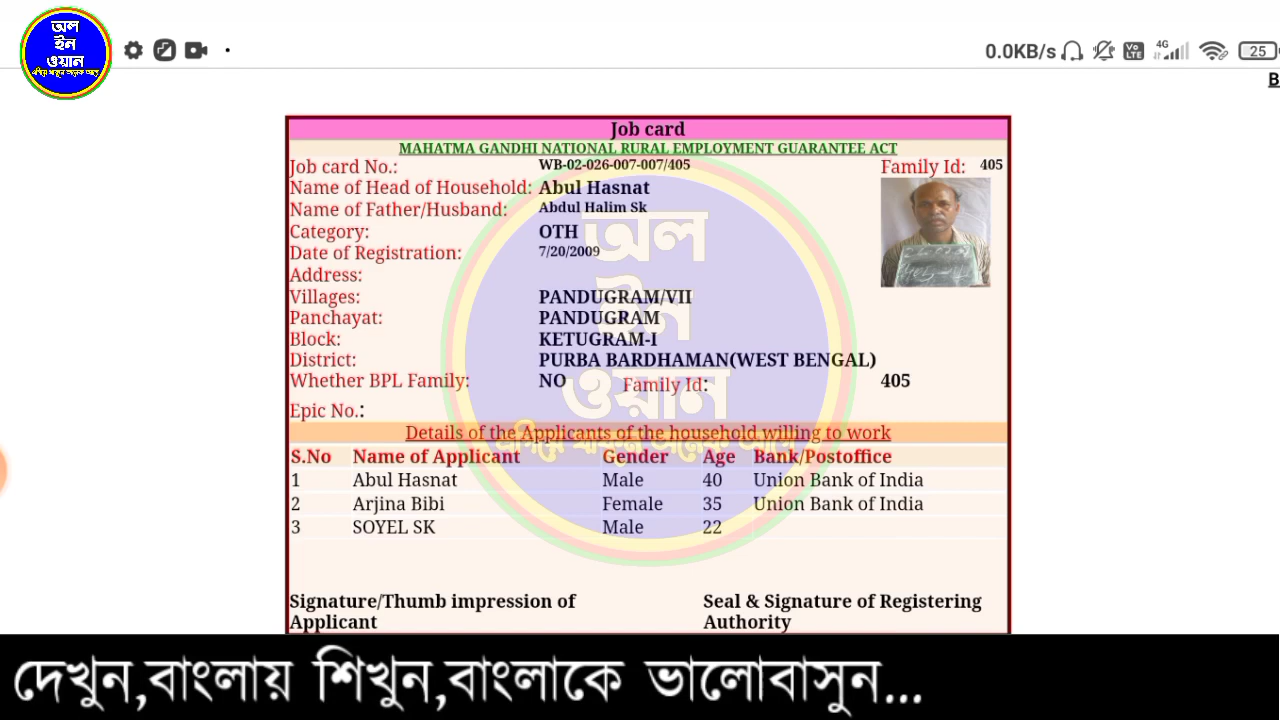 অল
ইন
ওয়ান
0.0KB/s
Vo
LTE
4G
25
B
Job card
MAHATMA GANDHI NATIONAL RURAL EMPLOYMENT GUARANTEE ACT
Job card No.: WB-02-026-007-007/405 Family Id: 405
Name of Head of Household: Abul Hasnat
Name of Father/Husband: Abdul Halim Sk
Category: OTH
Date of Registration: 7/20/2009
Address:
Villages: PANDUGRAM/VII
Panchayat: PANDUGRAM
Block: KETUGRAM-I
District: PURBA BARDHAMAN(WEST BENGAL)
Whether BPL Family: NO Family Id: 405
Epic No.:
Details of the Applicants of the household willing to work
S.No Name of Applicant Gender Age Bank/Postoffice
1 Abul Hasnat Male 40 Union Bank of India
2 Arjina Bibi Female 35 Union Bank of India
3 SOYEL SK Male 22
অল
ইন
ওয়ান
Signature/Thumb impression of Applicant
Seal & Signature of Registering Authority
দেখুন,বাংলায় শিখুন,বাংলাকে ভালোবাসুন...